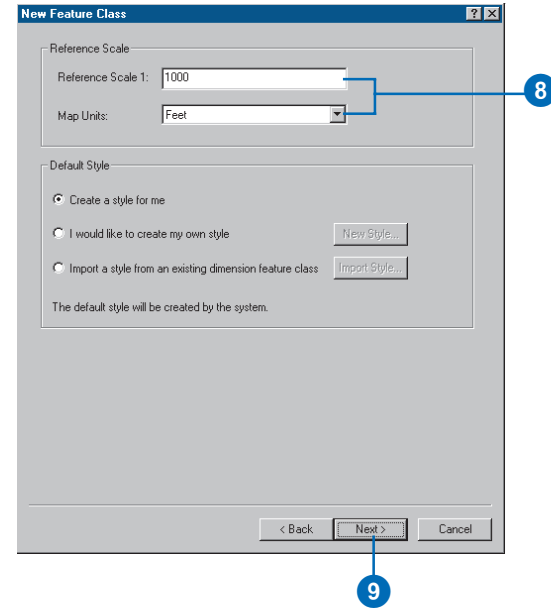 New Feature Class
Reference Scale
Reference Scale 1: 1000
8
Map Units: Feet
Default Style
Create a style for me
I would like to create my own style New Style...
Import a style from an existing dimension feature class Import Style...
The default style will be created by the system.
< Back Next > Cancel
9